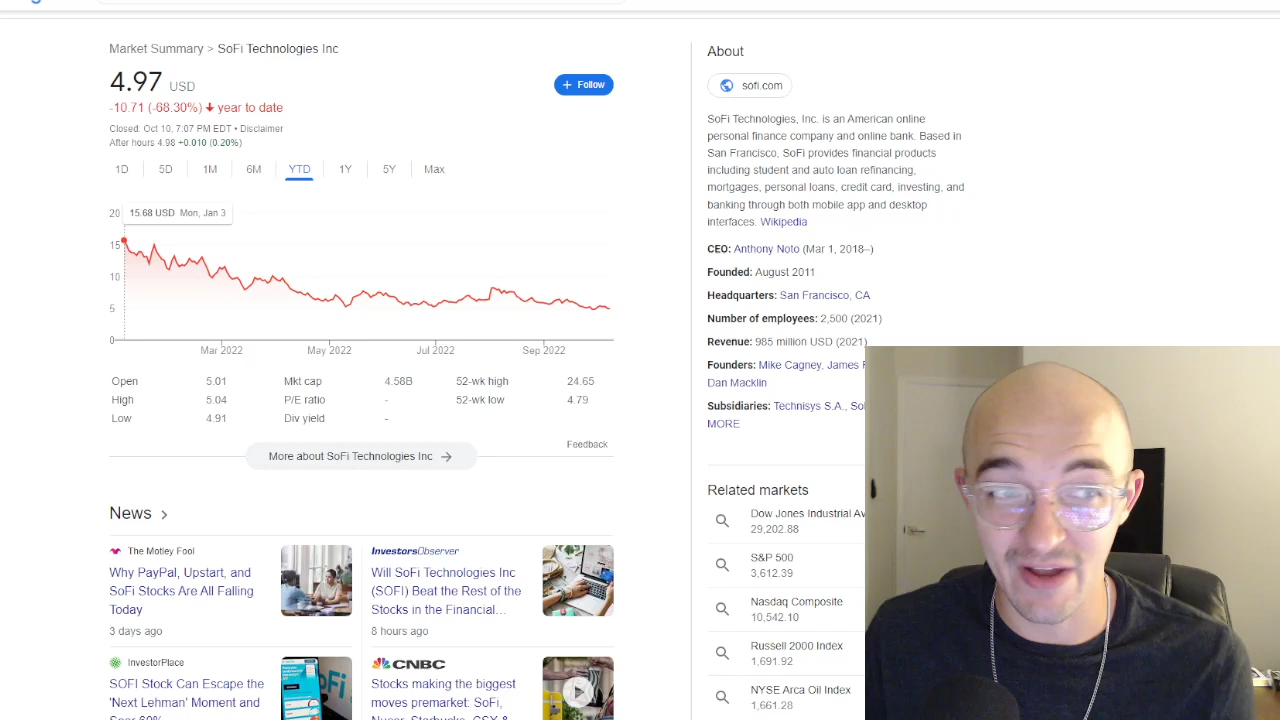 Market Summary > SoFi Technologies Inc
4.97 USD
+ Follow
-10.71 (-68.30%) year to date
Closed: Oct 10, 7:07 PM EDT • Disclaimer
After hours 4.98 +0.010 (0.20%)
1D 5D 1M 6M YTD 1Y 5Y Max
15.68 USD Mon, Jan 3
20
15
10
5
0
Mar 2022 May 2022 Jul 2022 Sep 2022
Open 5.01 Mkt cap 4.58B 52-wk high 24.65
High 5.04 P/E ratio - 52-wk low 4.79
Low 4.91 Div yield -
Feedback
More about SoFi Technologies Inc
News
The Motley Fool
Why PayPal, Upstart, and
SoFi Stocks Are All Falling
Today
3 days ago
InvestorsObserver
Will SoFi Technologies Inc
(SOFI) Beat the Rest of the
Stocks in the Financial…
8 hours ago
InvestorPlace
SOFI Stock Can Escape the
'Next Lehman' Moment and
CNBC
Stocks making the biggest
moves premarket: SoFi,
About
sofi.com
SoFi Technologies, Inc. is an American online
personal finance company and online bank. Based in
San Francisco, SoFi provides financial products
including student and auto loan refinancing,
mortgages, personal loans, credit card, investing, and
banking through both mobile app and desktop
interfaces. Wikipedia
CEO: Anthony Noto (Mar 1, 2018–)
Founded: August 2011
Headquarters: San Francisco, CA
Number of employees: 2,500 (2021)
Revenue: 985 million USD (2021)
Founders: Mike Cagney, James
Dan Macklin
Subsidiaries: Technisys S.A.,
MORE
Related markets
Dow Jones Industrial
29,202.88
S&P 500
3,612.39
Nasdaq Composite
10,542.10
Russell 2000 Index
1,691.92
NYSE Arca Oil Index
1,661.28